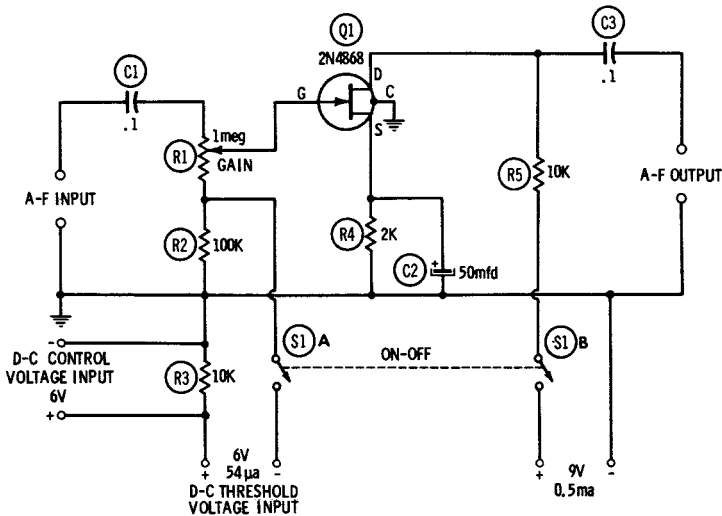 Q1
2N4868
C3
.1
D
C
G
S
C1
.1
1meg
GAIN
R1
A-F INPUT
R5
10K
A-F OUTPUT
R2
100K
R4
2K
C2
+
50mfd
-
D-C CONTROL
VOLTAGE INPUT
6V
+
R3
10K
S1 A
ON-OFF
S1 B
+
6V
54µa
-
D-C THRESHOLD
VOLTAGE INPUT
+
9V
0.5ma
-